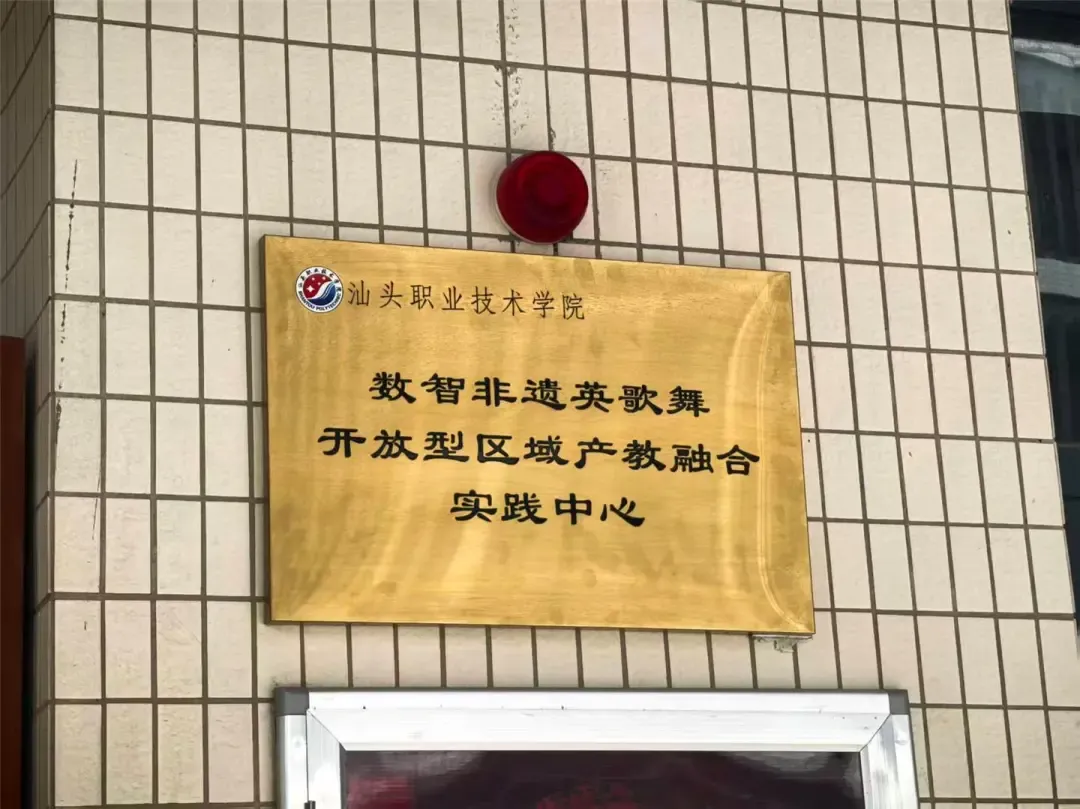 汕头职业技术学院
数智非遗英歌舞
开放型区域产教融合
实践中心